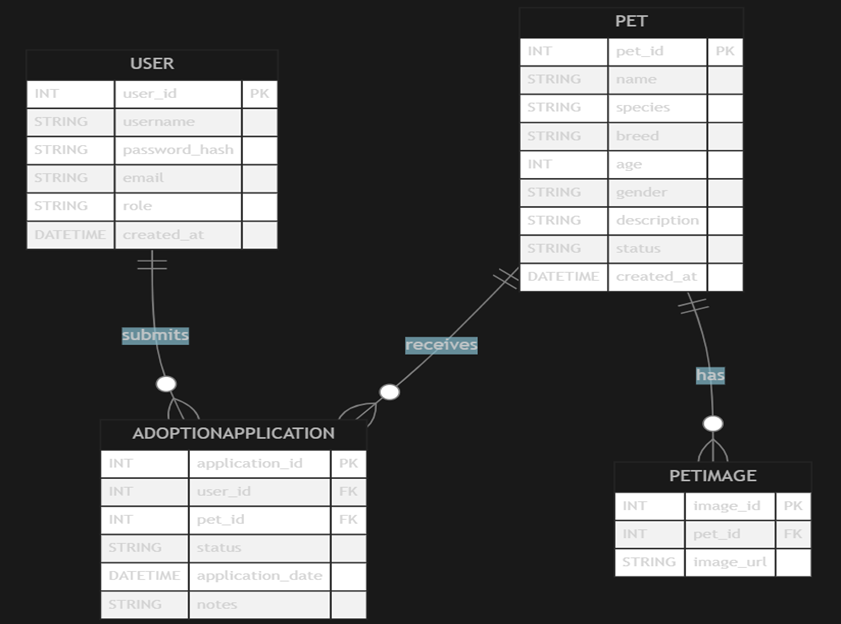 USER
INT user_id PK
STRING username
STRING password_hash
STRING email
STRING role
DATETIME created_at
PET
INT pet_id PK
STRING name
STRING species
STRING breed
INT age
STRING gender
STRING description
STRING status
DATETIME created_at
submits
receives
has
ADOPTIONAPPLICATION
INT application_id PK
INT user_id FK
INT pet_id FK
STRING status
DATETIME application_date
STRING notes
PETIMAGE
INT image_id PK
INT pet_id FK
STRING image_url